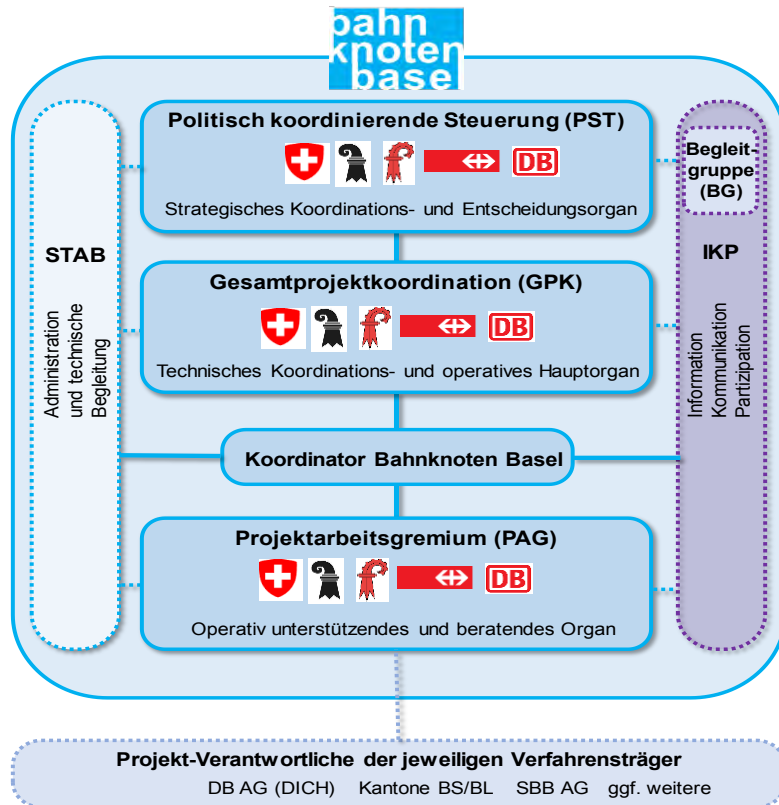 bahn
knoten
base
Politisch koordinierende Steuerung (PST)
DB
Strategisches Koordinations- und Entscheidungsorgan
Begleit-
gruppe
(BG)
STAB
Administration
und technische
Begleitung
IKP
Information
Kommunikation
Partizipation
Gesamtprojektkoordination (GPK)
DB
Technisches Koordinations- und operatives Hauptorgan
Koordinator Bahnknoten Basel
Projektarbeitsgremium (PAG)
DB
Operativ unterstützendes und beratendes Organ
Projekt-Verantwortliche der jeweiligen Verfahrensträger
DB AG (DICH) Kantone BS/BL SBB AG ggf. weitere